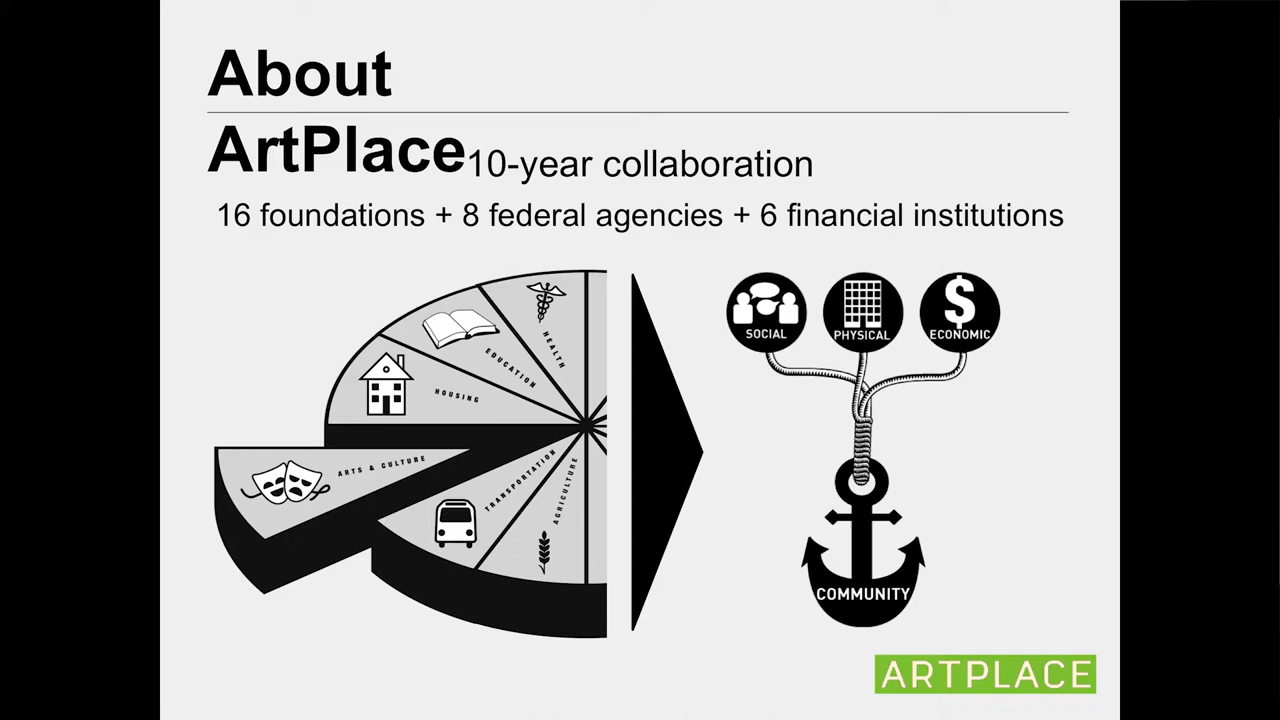 About
ArtPlace
10-year collaboration
16 foundations + 8 federal agencies + 6 financial institutions
HEALTH
EDUCATION
HOUSING
ARTS & CULTURE
TRANSPORTATION
AGRICULTURE
SOCIAL
PHYSICAL
ECONOMIC
$
COMMUNITY
ARTPLACE